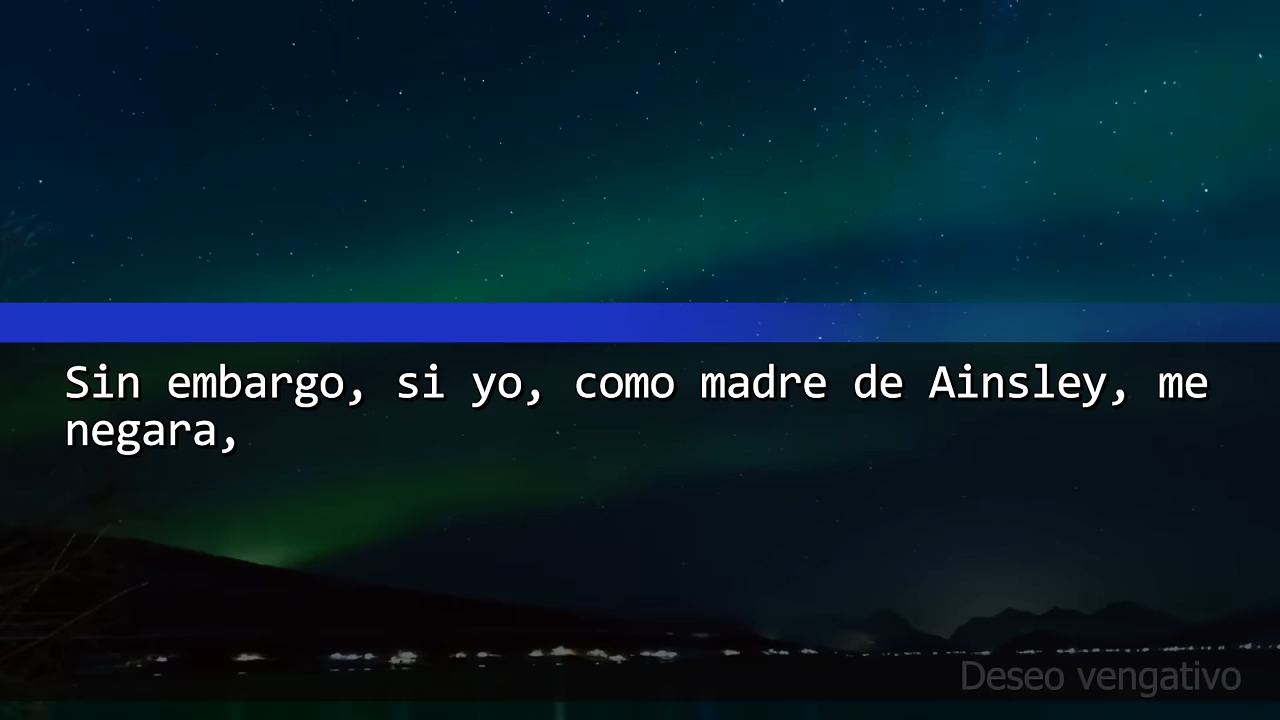 Sin embargo, si yo, como madre de Ainsley, me
negara,
Deseo vengativo